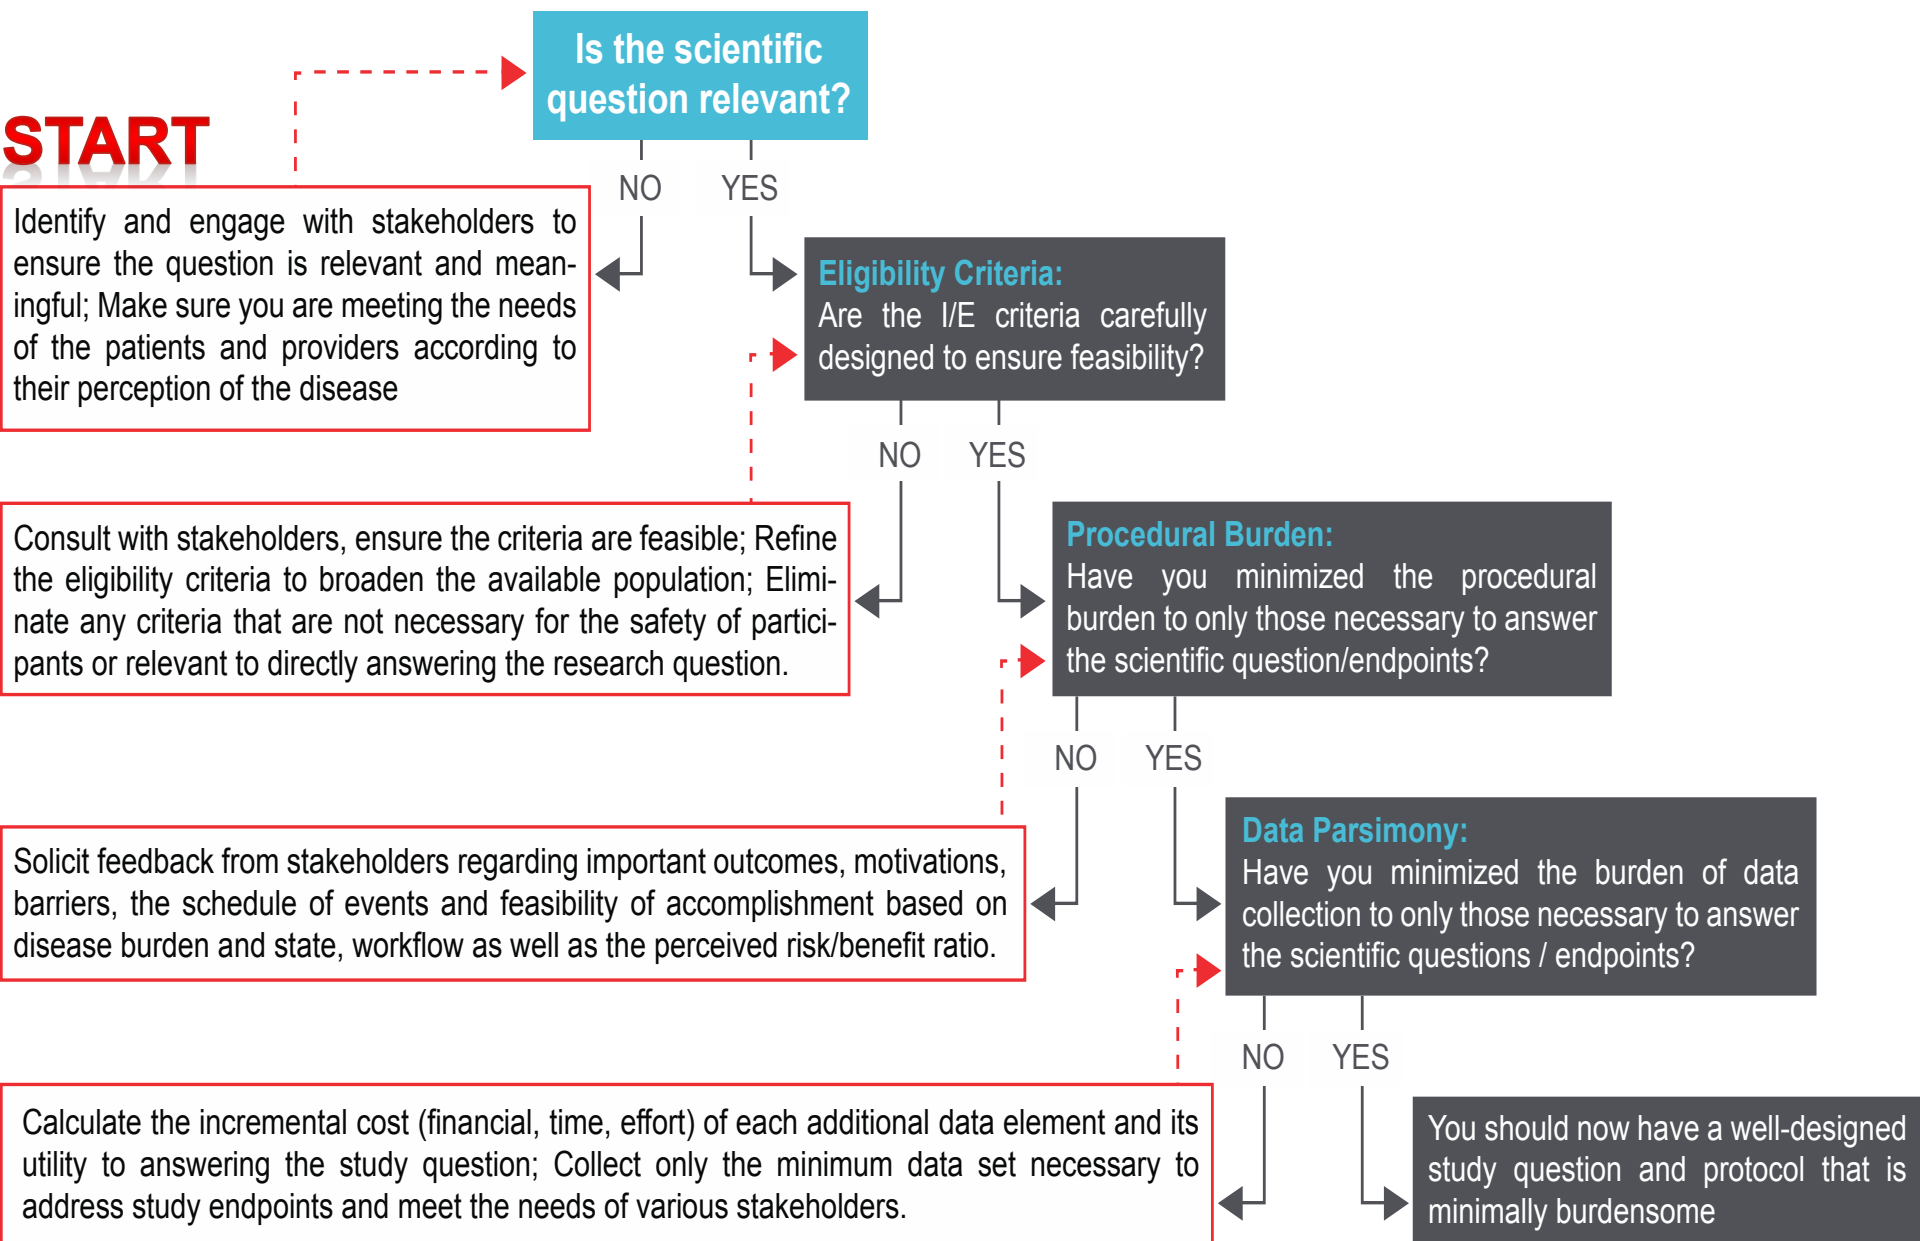 Is the scientific
question relevant?
START
NO
YES
Identify and engage with stakeholders to
ensure the question is relevant and mean-
ingful; Make sure you are meeting the needs
of the patients and providers according to
their perception of the disease
Eligibility Criteria:
Are the I/E criteria carefully
designed to ensure feasibility?
NO
YES
Consult with stakeholders, ensure the criteria are feasible; Refine
the eligibility criteria to broaden the available population; Elimi-
nate any criteria that are not necessary for the safety of partici-
pants or relevant to directly answering the research question.
Procedural Burden:
Have you minimized the procedural
burden to only those necessary to answer
the scientific question/endpoints?
NO
YES
Solicit feedback from stakeholders regarding important outcomes, motivations,
barriers, the schedule of events and feasibility of accomplishment based on
disease burden and state, workflow as well as the perceived risk/benefit ratio.
Data Parsimony:
Have you minimized the burden of data
collection to only those necessary to answer
the scientific questions / endpoints?
NO
YES
Calculate the incremental cost (financial, time, effort) of each additional data element and its
utility to answering the study question; Collect only the minimum data set necessary to
address study endpoints and meet the needs of various stakeholders.
You should now have a well-designed
study question and protocol that is
minimally burdensome